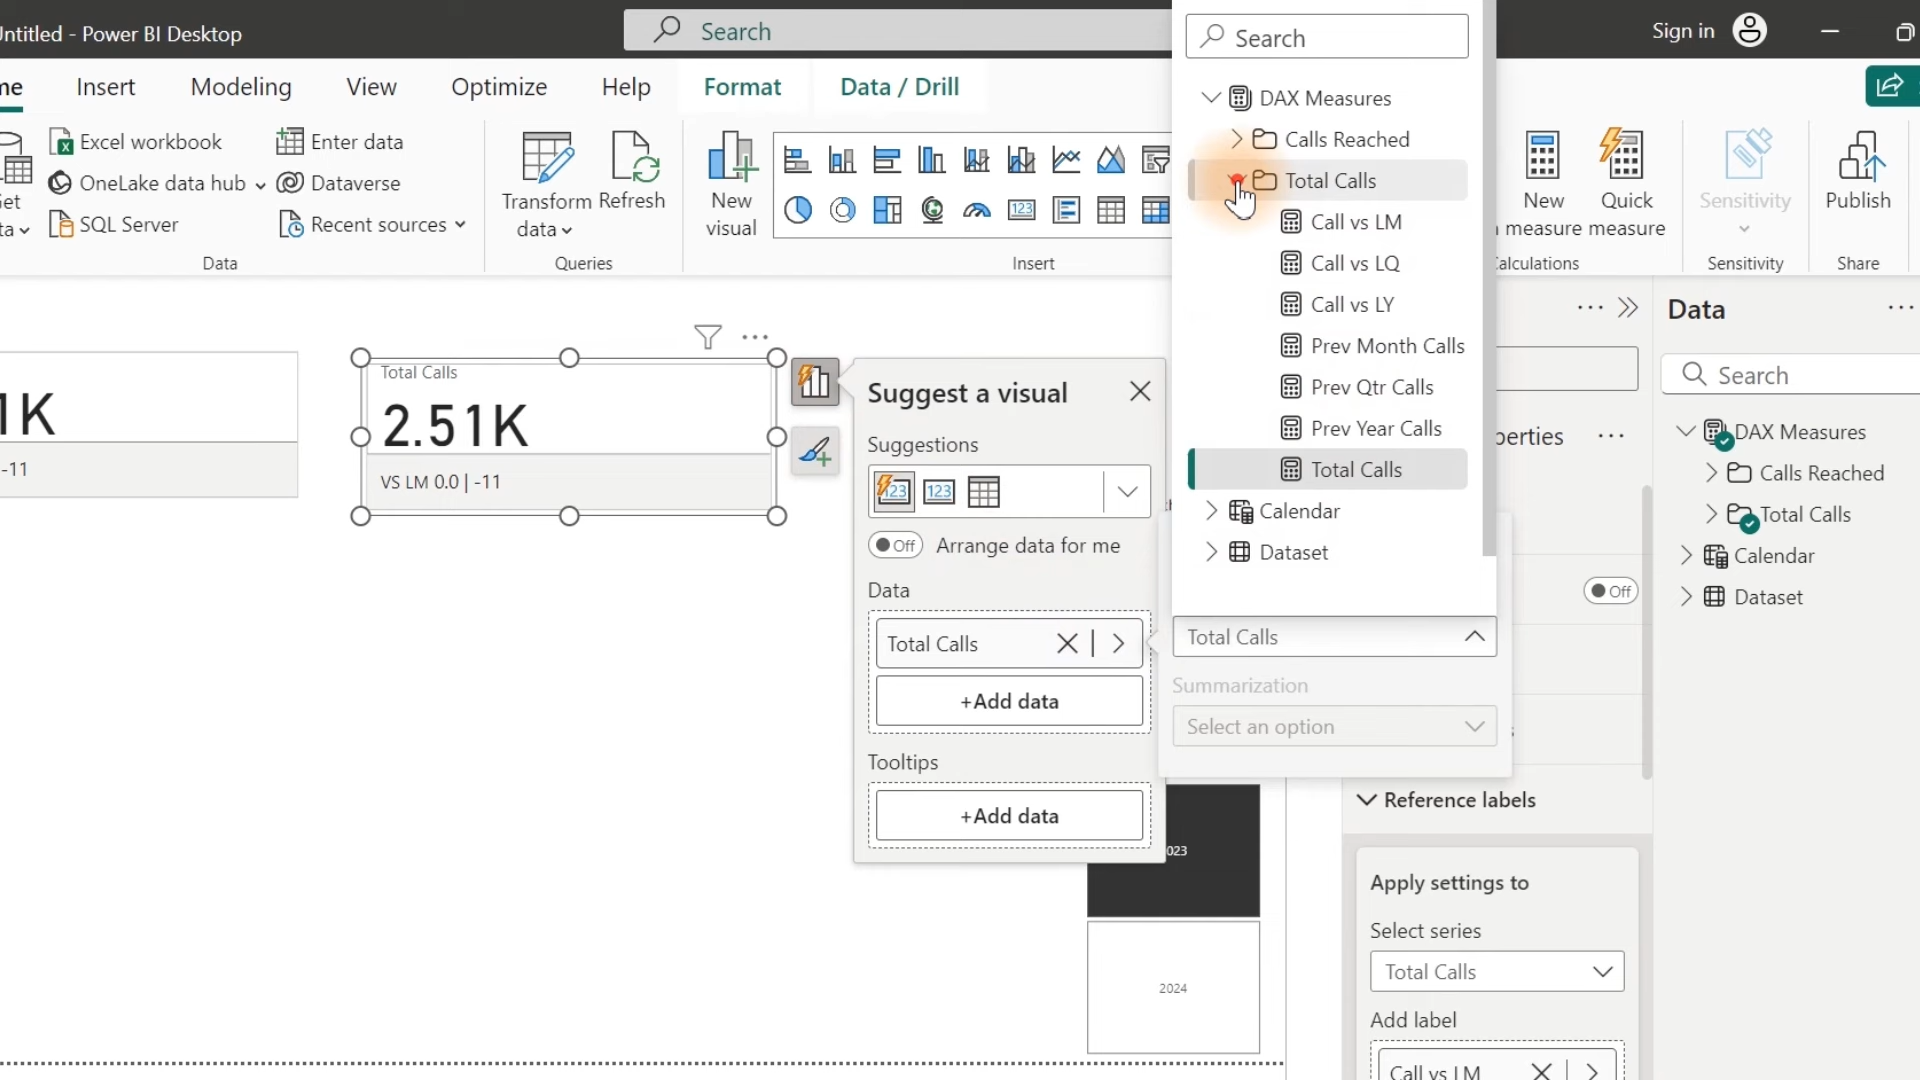 Untitled - Power BI Desktop
Search
Sign in
Insert
Modeling
View
Optimize
Help
Format
Data / Drill
Excel workbook
Enter data
OneLake data hub
Dataverse
SQL Server
Recent sources
Data
Transform
data
Refresh
Queries
New
visual
Insert
New
measure
Quick
measure
Calculations
Sensitivity
Sensitivity
Publish
Share
Search
DAX Measures
Calls Reached
Total Calls
Call vs LM
Call vs LQ
Call vs LY
Prev Month Calls
Prev Qtr Calls
Prev Year Calls
Total Calls
Calendar
Dataset
Total Calls
Summarization
Select an option
1K
-11
Total Calls
2.51K
VS LM 0.0 | -11
Suggest a visual
Suggestions
Off
Arrange data for me
Data
Total Calls
+Add data
Tooltips
+Add data
023
2024
Off
Reference labels
Apply settings to
Select series
Total Calls
Add label
Call vs LM
Data
Search
DAX Measures
Calls Reached
Total Calls
Calendar
Dataset